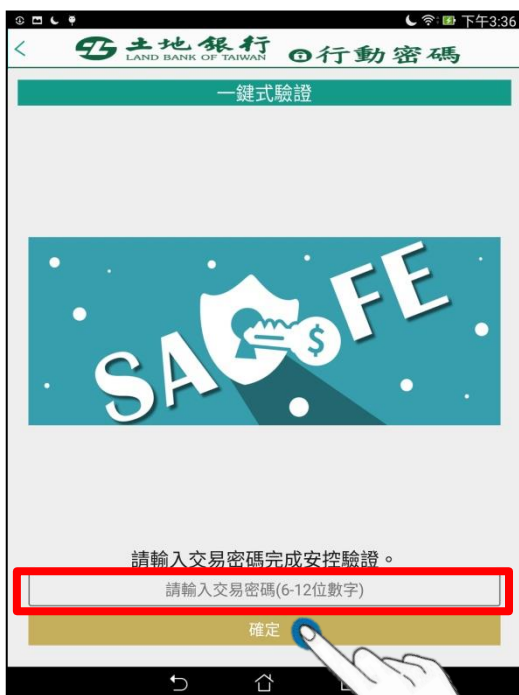 下午3:36
土地銀行 行動密碼
LAND BANK OF TAIWAN
一鍵式驗證
SAFE
$
請輸入交易密碼完成安控驗證。
請輸入交易密碼(6-12位數字)
確定